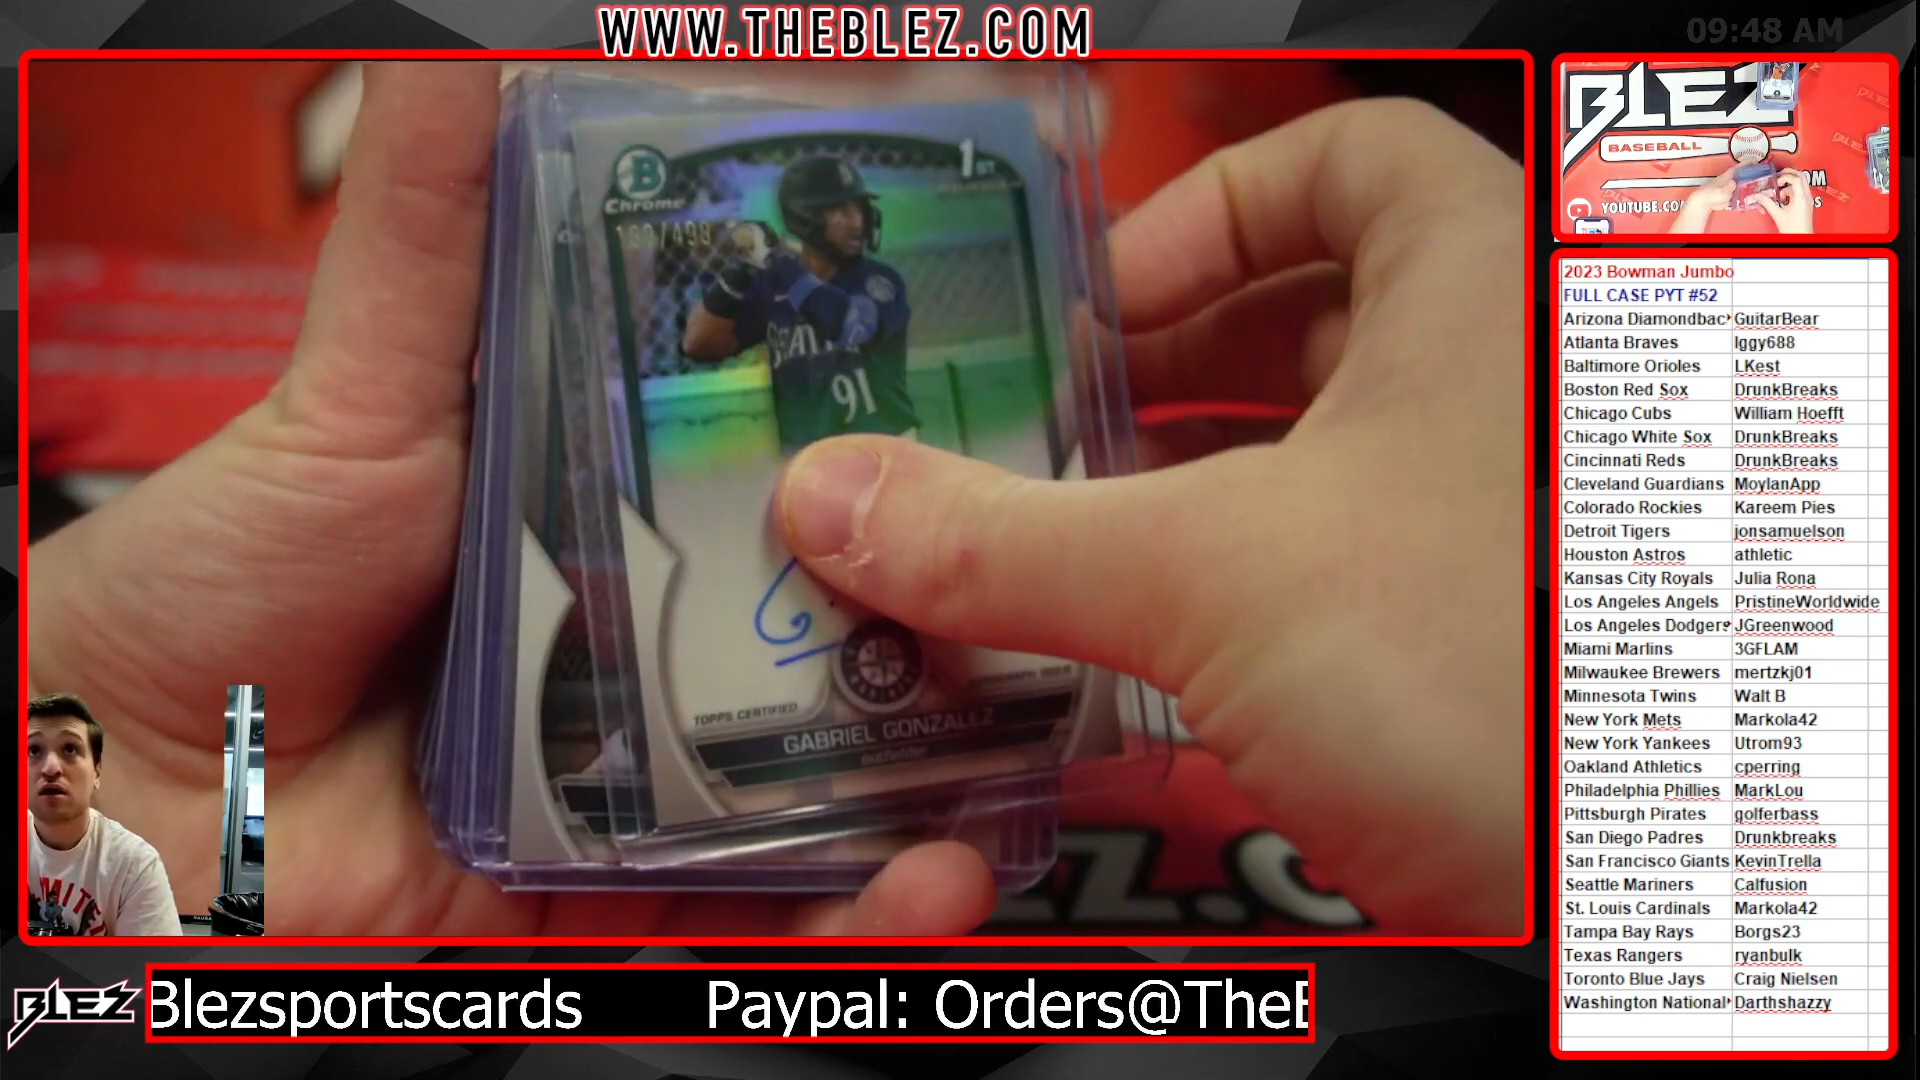 WWW.THEBLEZ.COM
09:48 AM
B
Chrome
1ST
/499
91
TOPPS CERTIFIED
GABRIEL GONZALEZ
Outfielder
BLEZ
BASEBALL
YOUTUBE.CO
2023 Bowman Jumbo
FULL CASE PYT #52
Arizona Diamondbac GuitarBear
Atlanta Braves Iggy688
Baltimore Orioles LKest
Boston Red Sox DrunkBreaks
Chicago Cubs William Hoefft
Chicago White Sox DrunkBreaks
Cincinnati Reds DrunkBreaks
Cleveland Guardians MoylanApp
Colorado Rockies Kareem Pies
Detroit Tigers jonsamuelson
Houston Astros athletic
Kansas City Royals Julia Rona
Los Angeles Angels PristineWorldwide
Los Angeles Dodgers JGreenwood
Miami Marlins 3GFLAM
Milwaukee Brewers mertzkj01
Minnesota Twins Walt B
New York Mets Markola42
New York Yankees Utrom93
Oakland Athletics cperring
Philadelphia Phillies MarkLou
Pittsburgh Pirates golferbass
San Diego Padres Drunkbreaks
San Francisco Giants KevinTrella
Seattle Mariners Calfusion
St. Louis Cardinals Markola42
Tampa Bay Rays Borgs23
Texas Rangers ryanbulk
Toronto Blue Jays Craig Nielsen
Washington National Darthshazzy
BLEZ
Blezsportscards Paypal: Orders@TheB